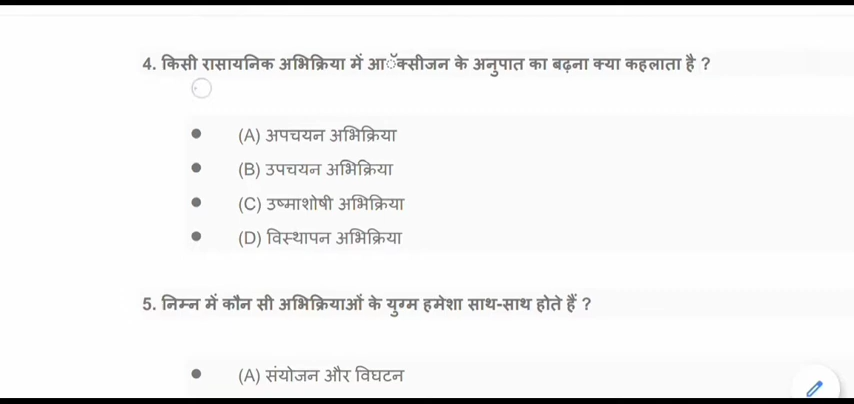 4. किसी रासायनिक अभिक्रिया में आॅक्सीजन के अनुपात का बढ़ना क्या कहलाता है ?
(A) अपचयन अभिक्रिया
(B) उपचयन अभिक्रिया
(C) उष्माशोषी अभिक्रिया
(D) विस्थापन अभिक्रिया
5. निम्न में कौन सी अभिक्रियाओं के युग्म हमेशा साथ-साथ होते हैं ?
(A) संयोजन और विघटन